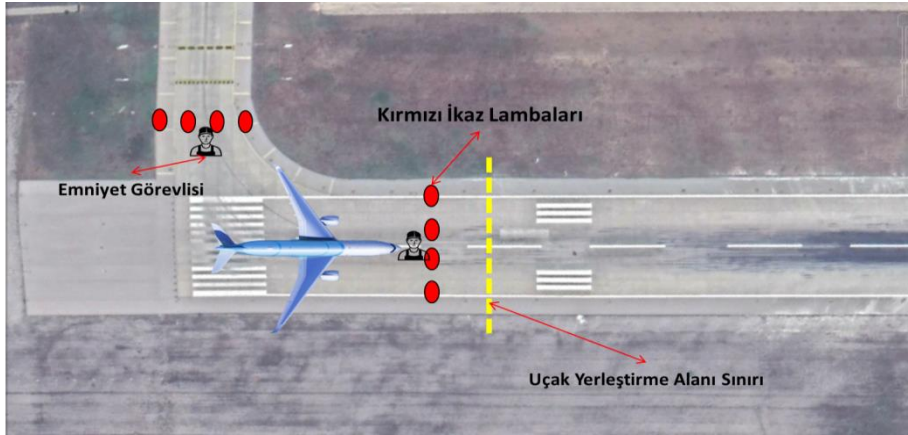 Kırmızı İkaz Lambaları
Emniyet Görevlisi
Uçak Yerleştirme Alanı Sınırı